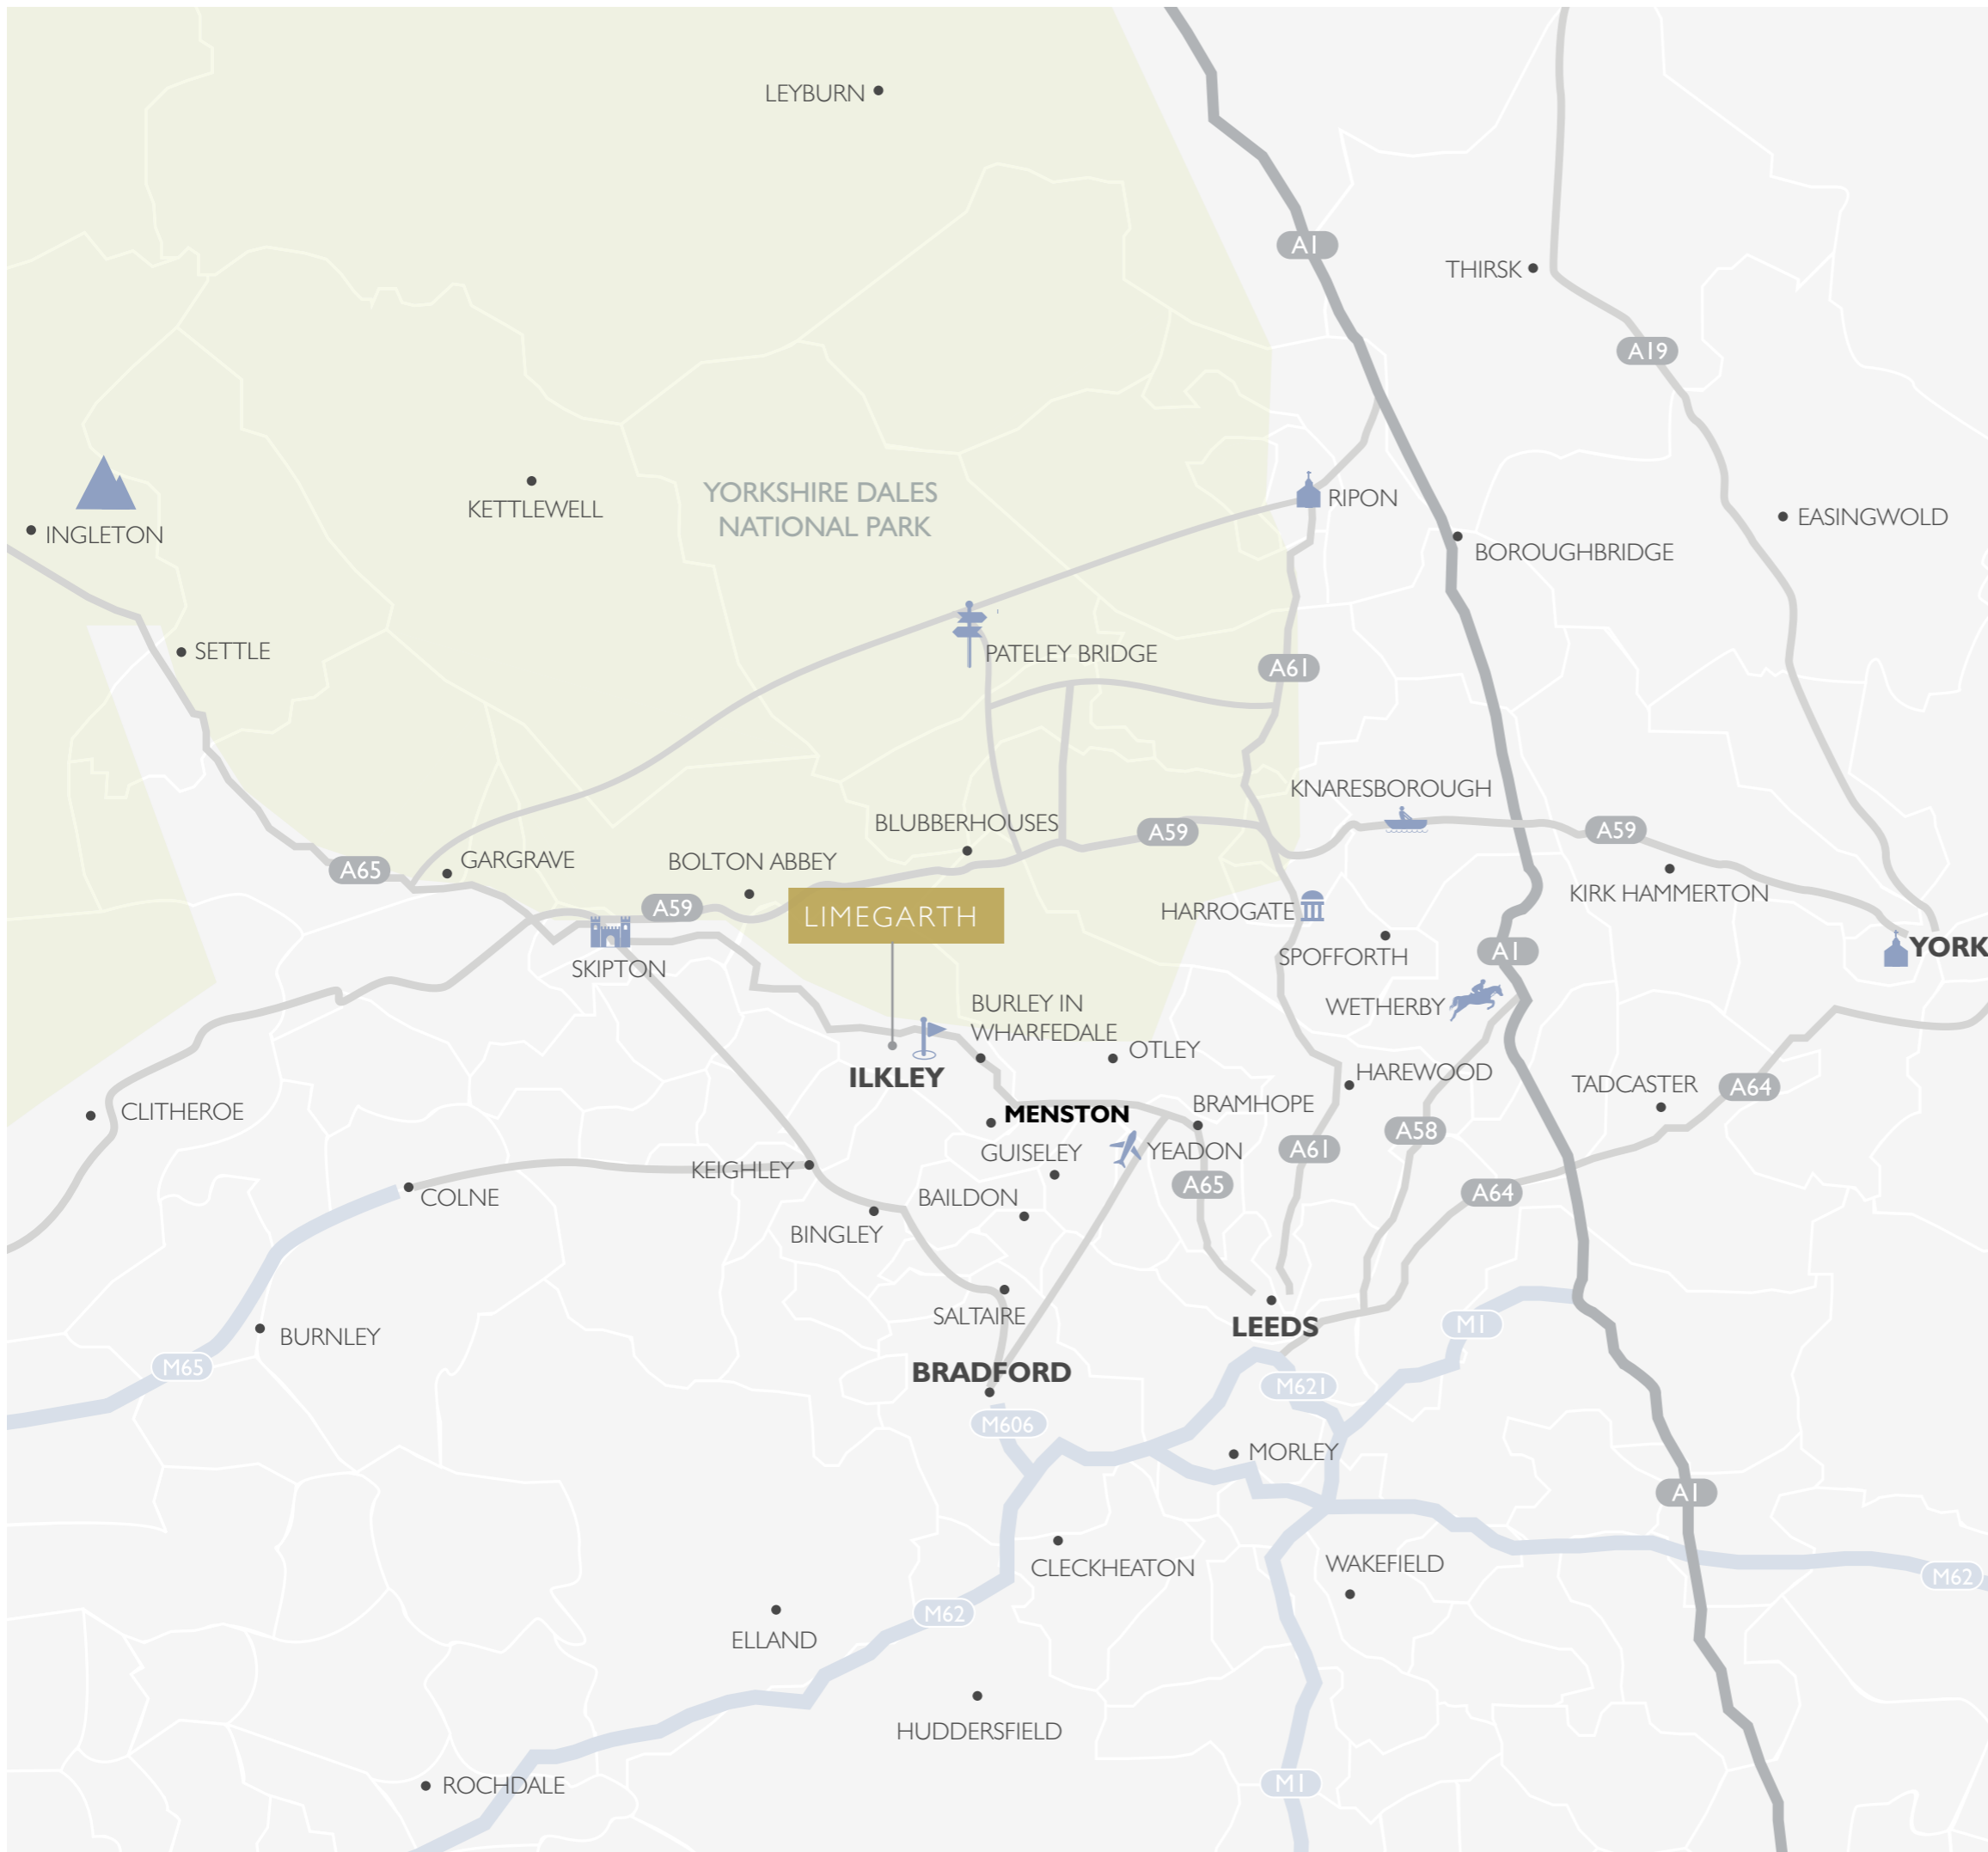 LEYBURN
A1
THIRSK
A19
YORKSHIRE DALES
NATIONAL PARK
KETTLEWELL
RIPON
EASINGWOLD
INGLETON
BOROUGHBRIDGE
SETTLE
PATELEY BRIDGE
A61
KNARESBOROUGH
BLUBBERHOUSES
A59
A59
GARGRAVE
BOLTON ABBEY
A65
KIRK HAMMERTON
A59
LIMEGARTH
HARROGATE
YORK
A1
SPOFFORTH
SKIPTON
BURLEY IN
WHARFEDALE
WETHERBY
OTLEY
ILKLEY
HAREWOOD
TADCASTER
A64
CLITHEROE
MENSTON
BRAMHOPE
A58
GUISELEY
YEADON
A61
KEIGHLEY
A65
A64
COLNE
BAILDON
BINGLEY
SALTAIRE
LEEDS
M1
BURNLEY
M65
BRADFORD
M621
M606
MORLEY
A1
CLECKHEATON
WAKEFIELD
M62
M62
ELLAND
HUDDERSFIELD
ROCHDALE
M1